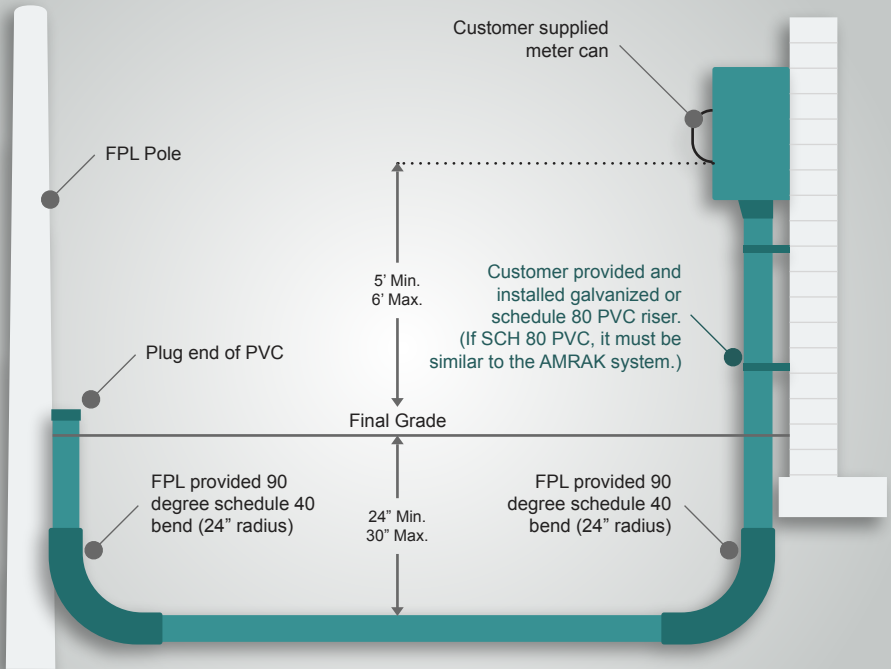 Customer supplied
meter can
FPL Pole
5’ Min.
6’ Max.
Customer provided and
installed galvanized or
schedule 80 PVC riser.
(If SCH 80 PVC, it must be
similar to the AMRAK system.)
Plug end of PVC
Final Grade
FPL provided 90
degree schedule 40
bend (24” radius)
24” Min.
30” Max.
FPL provided 90
degree schedule 40
bend (24” radius)